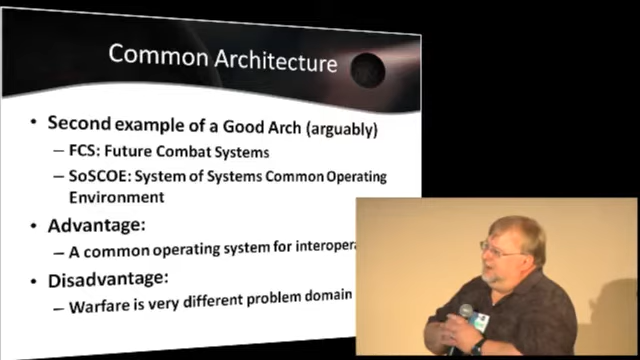 Common Architecture
• Second example of a Good Arch (arguably)
– FCS: Future Combat Systems
– SoSCOE: System of Systems Common Operating
Environment
• Advantage:
– A common operating system for
• Disadvantage:
– Warfare is very different problem domain